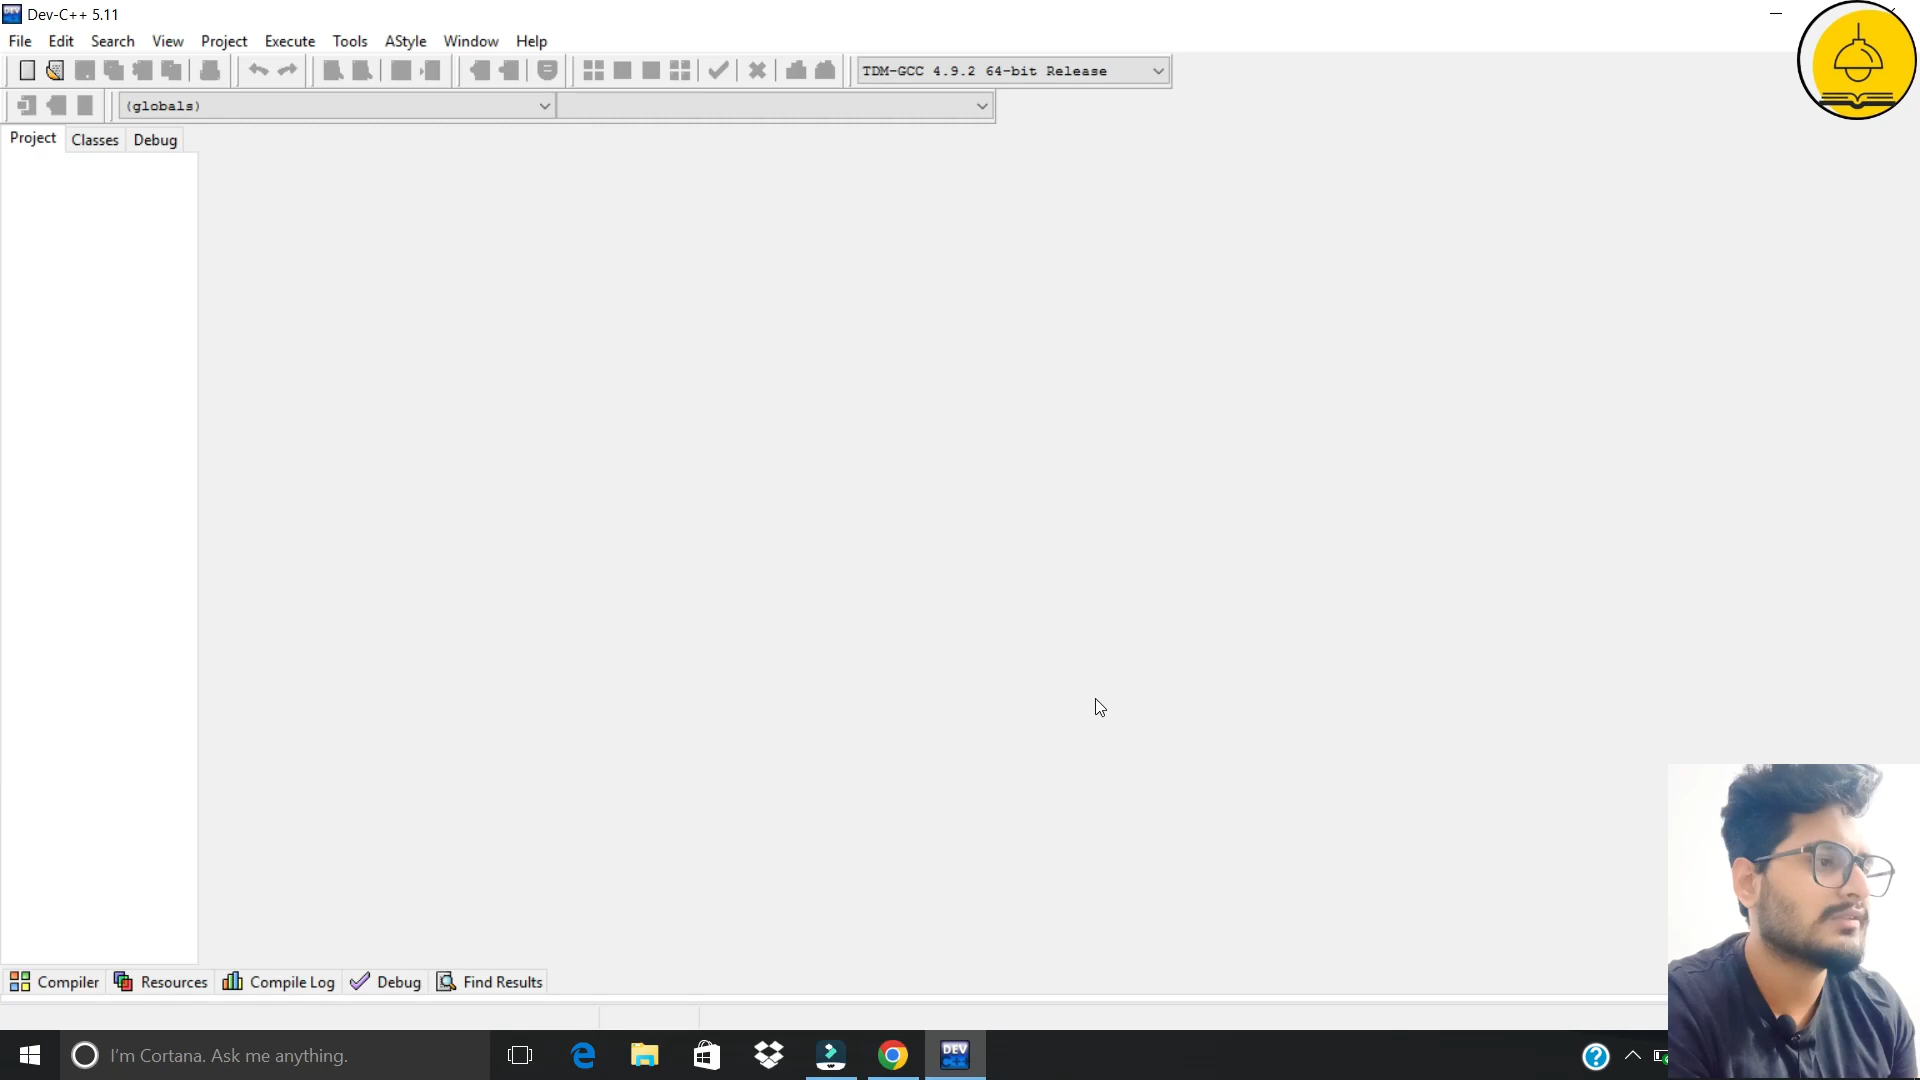 Dev-C++ 5.11
File Edit Search View Project Execute Tools AStyle Window Help
TDM-GCC 4.9.2 64-bit Release
(globals)
Project Classes Debug
Compiler Resources Compile Log Debug Find Results
I'm Cortana. Ask me anything.
DEV
C++